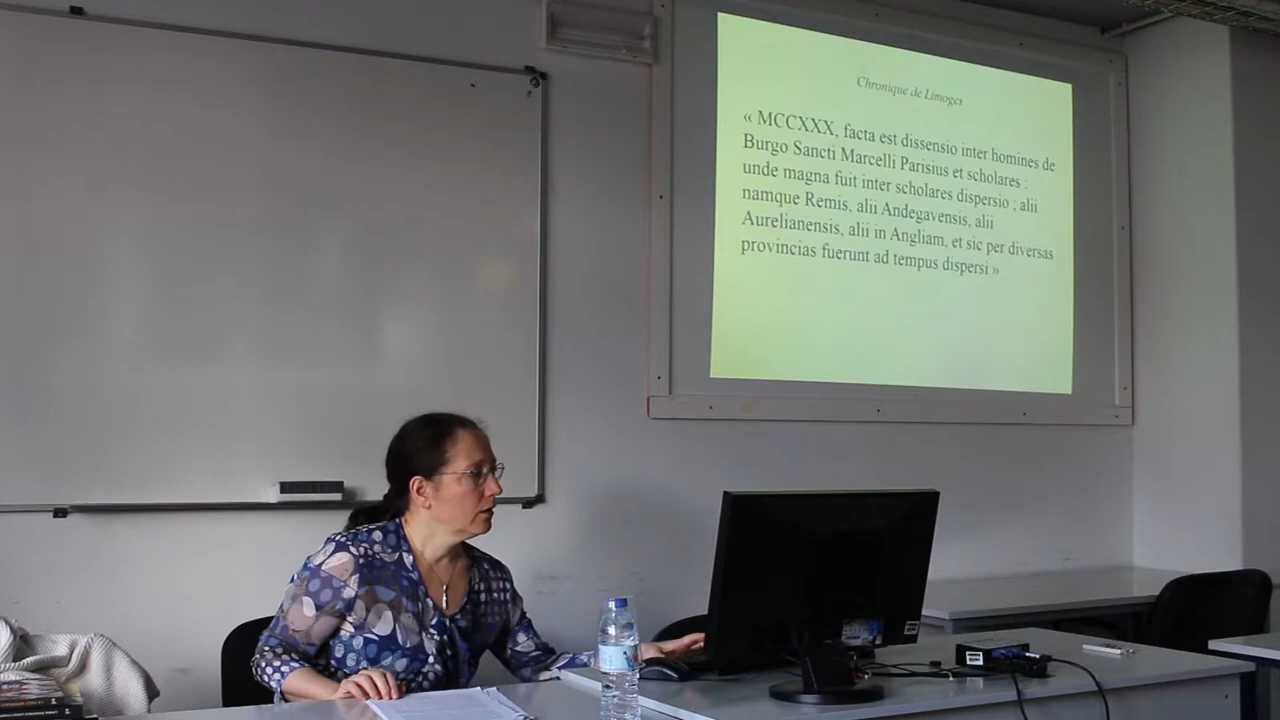 Chronique de Limoges
« MCCXXX, facta est dissensio inter homines de
Burgo Sancti Marcelli Parisius et scholares :
unde magna fuit inter scholares dispersio ; alii
namque Remis, alii Andegavensis, alii
Aurelianensis, alii in Angliam, et sic per diversas
provincias fuerunt ad tempus dispersi »